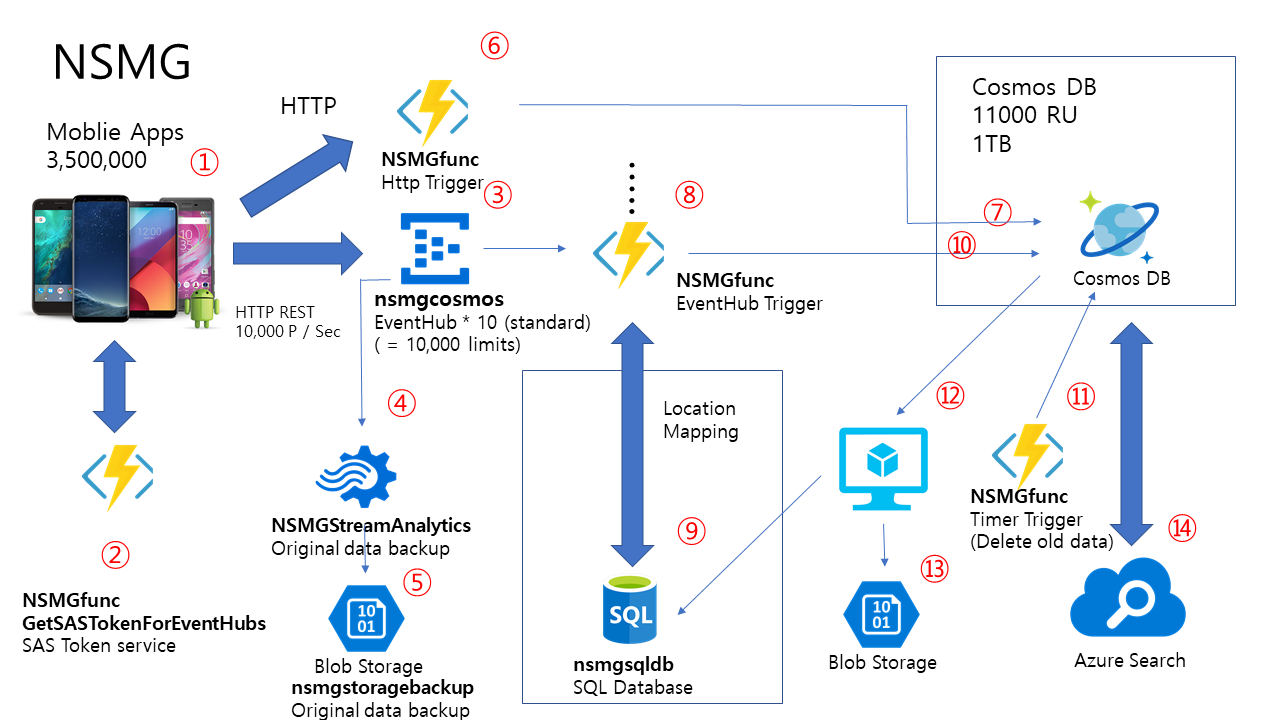 NSMG
⑥
HTTP
Moblie Apps
3,500,000
①
NSMGfunc
Http Trigger
③
⑧
Cosmos DB
11000 RU
1TB
⑦
⑩
Cosmos DB
HTTP REST
10,000 P / Sec
nsmgcosmos
EventHub * 10 (standard)
( = 10,000 limits)
NSMGfunc
EventHub Trigger
④
Location
Mapping
⑫
⑪
NSMGStreamAnalytics
Original data backup
⑨
NSMGfunc
Timer Trigger
(Delete old data)
⑭
②
⑤
⑬
NSMGfunc
GetSASTokenForEventHubs
SAS Token service
10
01
Blob Storage
nsmgstoragebackup
Original data backup
SQL
nsmgsqldb
SQL Database
10
01
Blob Storage
Azure Search